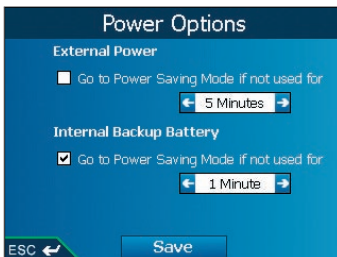 Power Options
External Power
Go to Power Saving Mode if not used for
5 Minutes
Internal Backup Battery
Go to Power Saving Mode if not used for
1 Minute
ESC Save